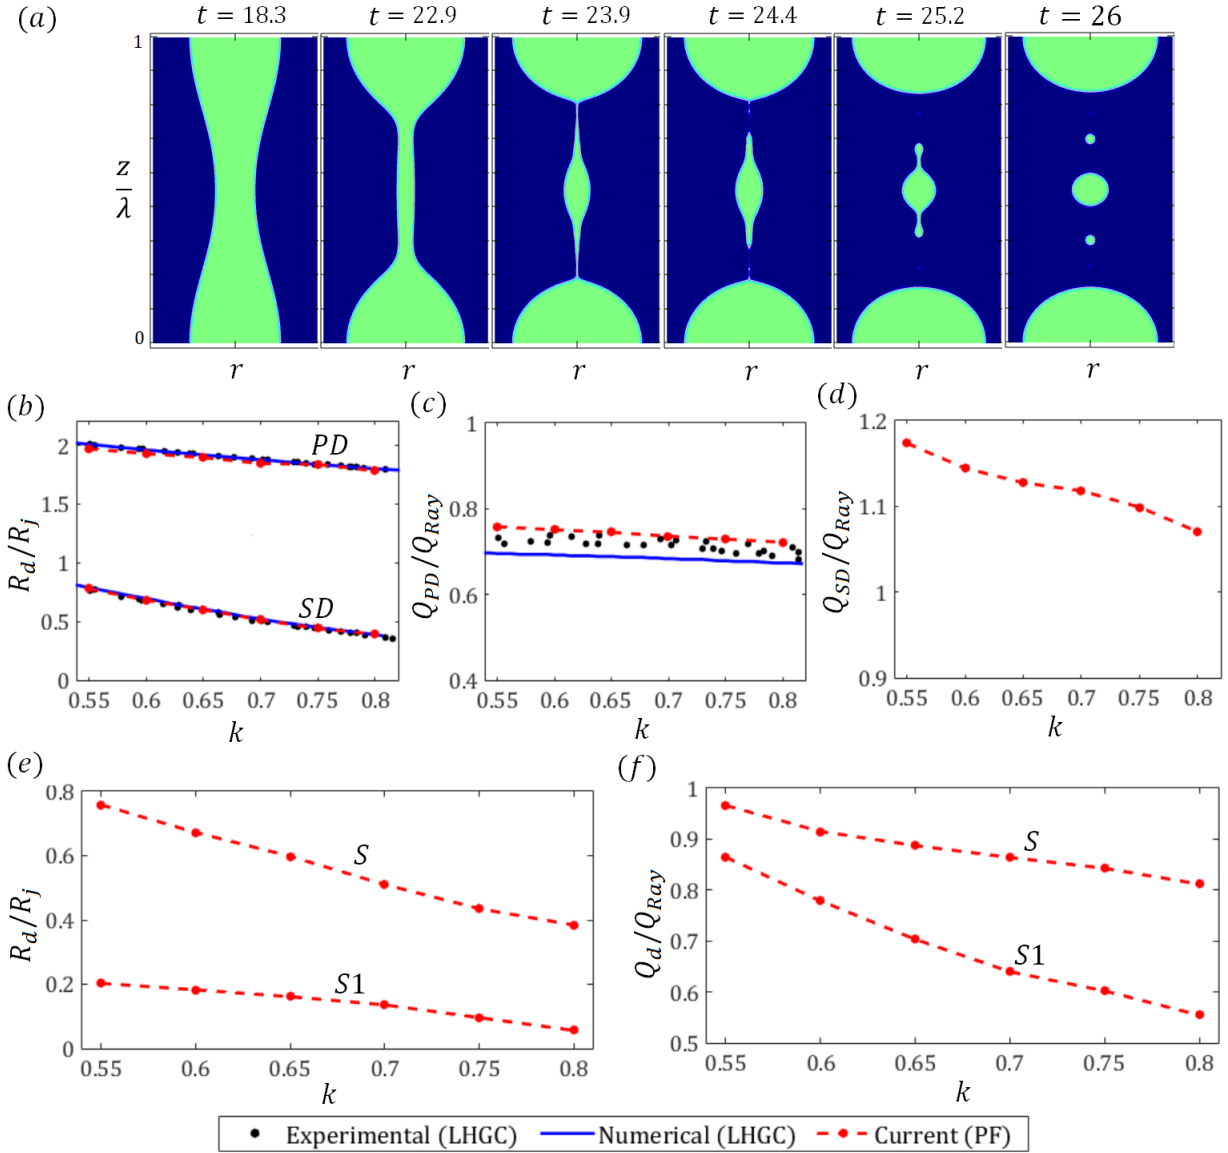 (a) t = 18.3 t = 22.9 t = 23.9 t = 24.4 t = 25.2 t = 26
1
z
λ
0
r r r r r r
(b)
2
1.5
1
0.5
0
R_d/R_j
PD
SD
0.55 0.6 0.65 0.7 0.75 0.8
k
(c)
1
0.8
0.6
0.4
Q_PD/Q_Ray
0.55 0.6 0.65 0.7 0.75 0.8
k
(d)
1.2
1.1
1
0.9
Q_SD/Q_Ray
0.55 0.6 0.65 0.7 0.75 0.8
k
(e)
0.8
0.6
0.4
0.2
0
R_d/R_j
S
S1
0.55 0.6 0.65 0.7 0.75 0.8
k
(f)
1
0.9
0.8
0.7
0.6
0.5
Q_d/Q_Ray
S
S1
0.55 0.6 0.65 0.7 0.75 0.8
k
Experimental (LHGC) Numerical (LHGC) Current (PF)